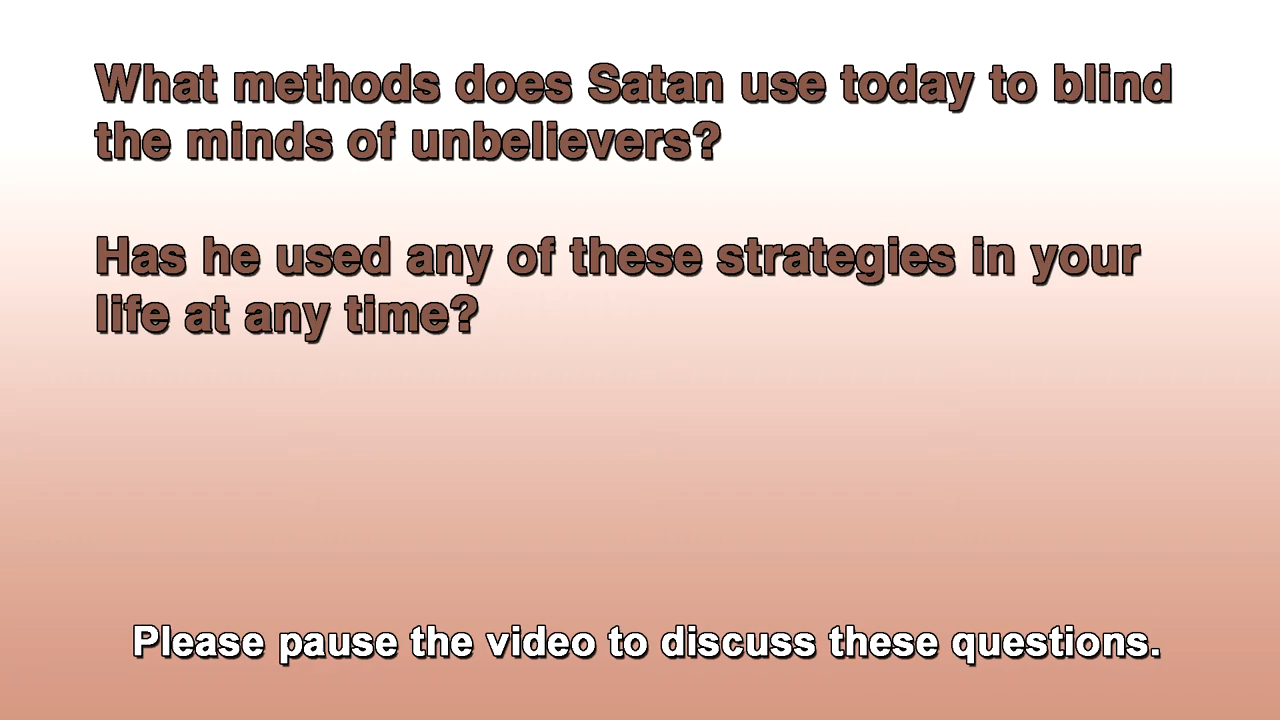 What methods does Satan use today to blind
the minds of unbelievers?
Has he used any of these strategies in your
life at any time?
Please pause the video to discuss these questions.